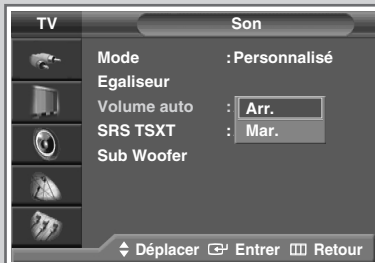 TV Son
Mode : Personnalisé
Egaliseur
Volume auto : Arr.
SRS TSXT : Mar.
Sub Woofer
Déplacer Entrer Retour